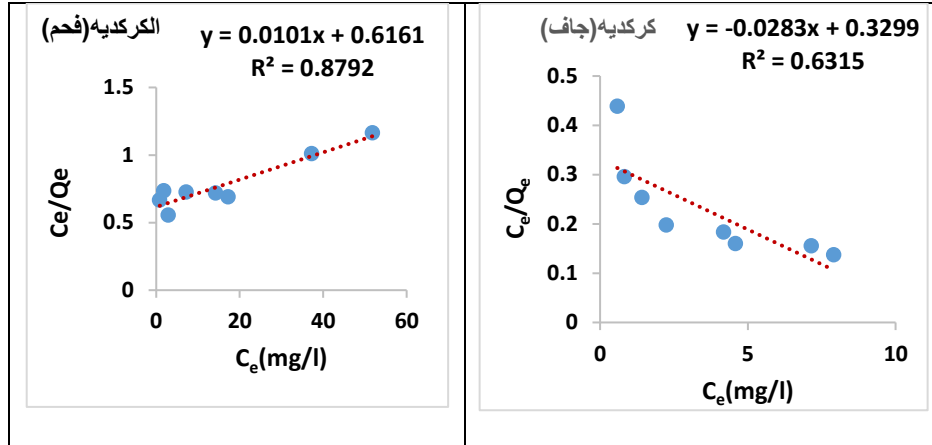 الكركديه(فحم)
y = 0.0101x + 0.6161
R² = 0.8792
1.5
1
0.5
0
Ce/Qe
0 20 40 60
Cₑ(mg/l)
كركديه(جاف)
y = -0.0283x + 0.3299
R² = 0.6315
0.5
0.4
0.3
0.2
0.1
0
Cₑ/Qₑ
0 5 10
Cₑ(mg/l)